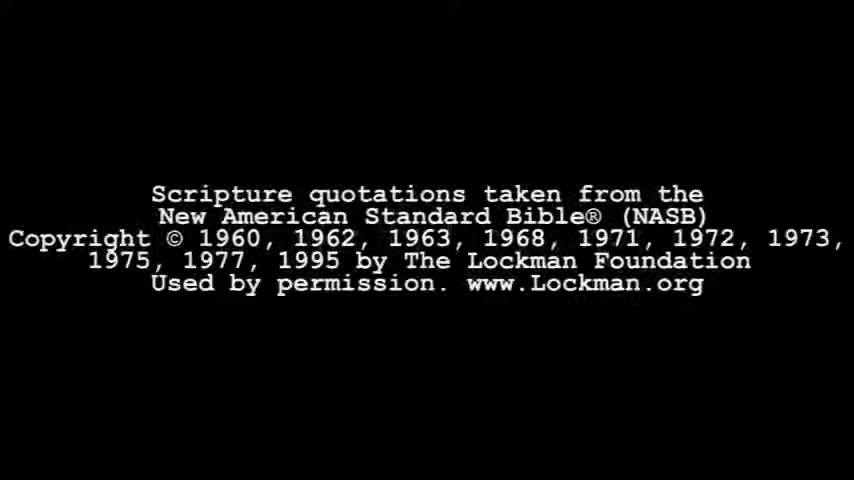 Scripture quotations taken from the
New American Standard Bible® (NASB)
Copyright © 1960, 1962, 1963, 1968, 1971, 1972, 1973,
1975, 1977, 1995 by The Lockman Foundation
Used by permission. www.Lockman.org